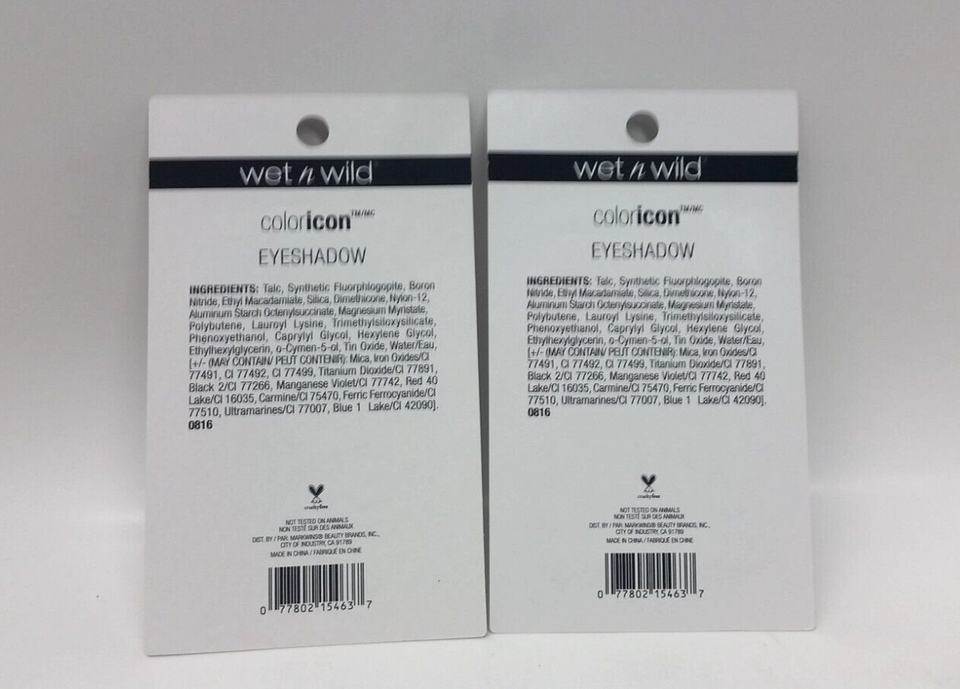 wet n wild
coloricon™/MC
EYESHADOW
INGREDIENTS: Talc, Synthetic Fluorphlogopite, Boron
Nitride, Ethyl Macadamiate, Silica, Dimethicone, Nylon-12,
Aluminum Starch Octenylsuccinate, Magnesium Myristate,
Polybutene, Lauroyl Lysine, Trimethylsiloxysilicate,
Phenoxyethanol, Caprylyl Glycol, Hexylene Glycol,
Ethylhexylglycerin, o-Cymen-5-ol, Tin Oxide, Water/Eau,
[+/- (MAY CONTAIN/ PEUT CONTENIR): Mica, Iron Oxides/CI
77491, CI 77492, CI 77499, Titanium Dioxide/CI 77891,
Black 2/CI 77266, Manganese Violet/CI 77742, Red 40
Lake/CI 16035, Carmine/CI 75470, Ferric Ferrocyanide/CI
77510, Ultramarines/CI 77007, Blue 1 Lake/CI 42090].
0816
crueltyfree
NOT TESTED ON ANIMALS
NON TESTÉ SUR DES ANIMAUX
DIST. BY / PAR. MARKWINS® BEAUTY BRANDS, INC.,
CITY OF INDUSTRY, CA 91789
MADE IN CHINA / FABRIQUÉ EN CHINE
0 77802 15463 7
wet n wild
coloricon™/MC
EYESHADOW
INGREDIENTS: Talc, Synthetic Fluorphlogopite, Boron
Nitride, Ethyl Macadamiate, Silica, Dimethicone, Nylon-12,
Aluminum Starch Octenylsuccinate, Magnesium Myristate,
Polybutene, Lauroyl Lysine, Trimethylsiloxysilicate,
Phenoxyethanol, Caprylyl Glycol, Hexylene Glycol,
Ethylhexylglycerin, o-Cymen-5-ol, Tin Oxide, Water/Eau,
[+/- (MAY CONTAIN/ PEUT CONTENIR): Mica, Iron Oxides/CI
77491, CI 77492, CI 77499, Titanium Dioxide/CI 77891,
Black 2/CI 77266, Manganese Violet/CI 77742, Red 40
Lake/CI 16035, Carmine/CI 75470, Ferric Ferrocyanide/CI
77510, Ultramarines/CI 77007, Blue 1 Lake/CI 42090].
0816
crueltyfree
NOT TESTED ON ANIMALS
NON TESTÉ SUR DES ANIMAUX
DIST. BY / PAR. MARKWINS® BEAUTY BRANDS, INC.,
CITY OF INDUSTRY, CA 91789
MADE IN CHINA / FABRIQUÉ EN CHINE
0 77802 15463 7